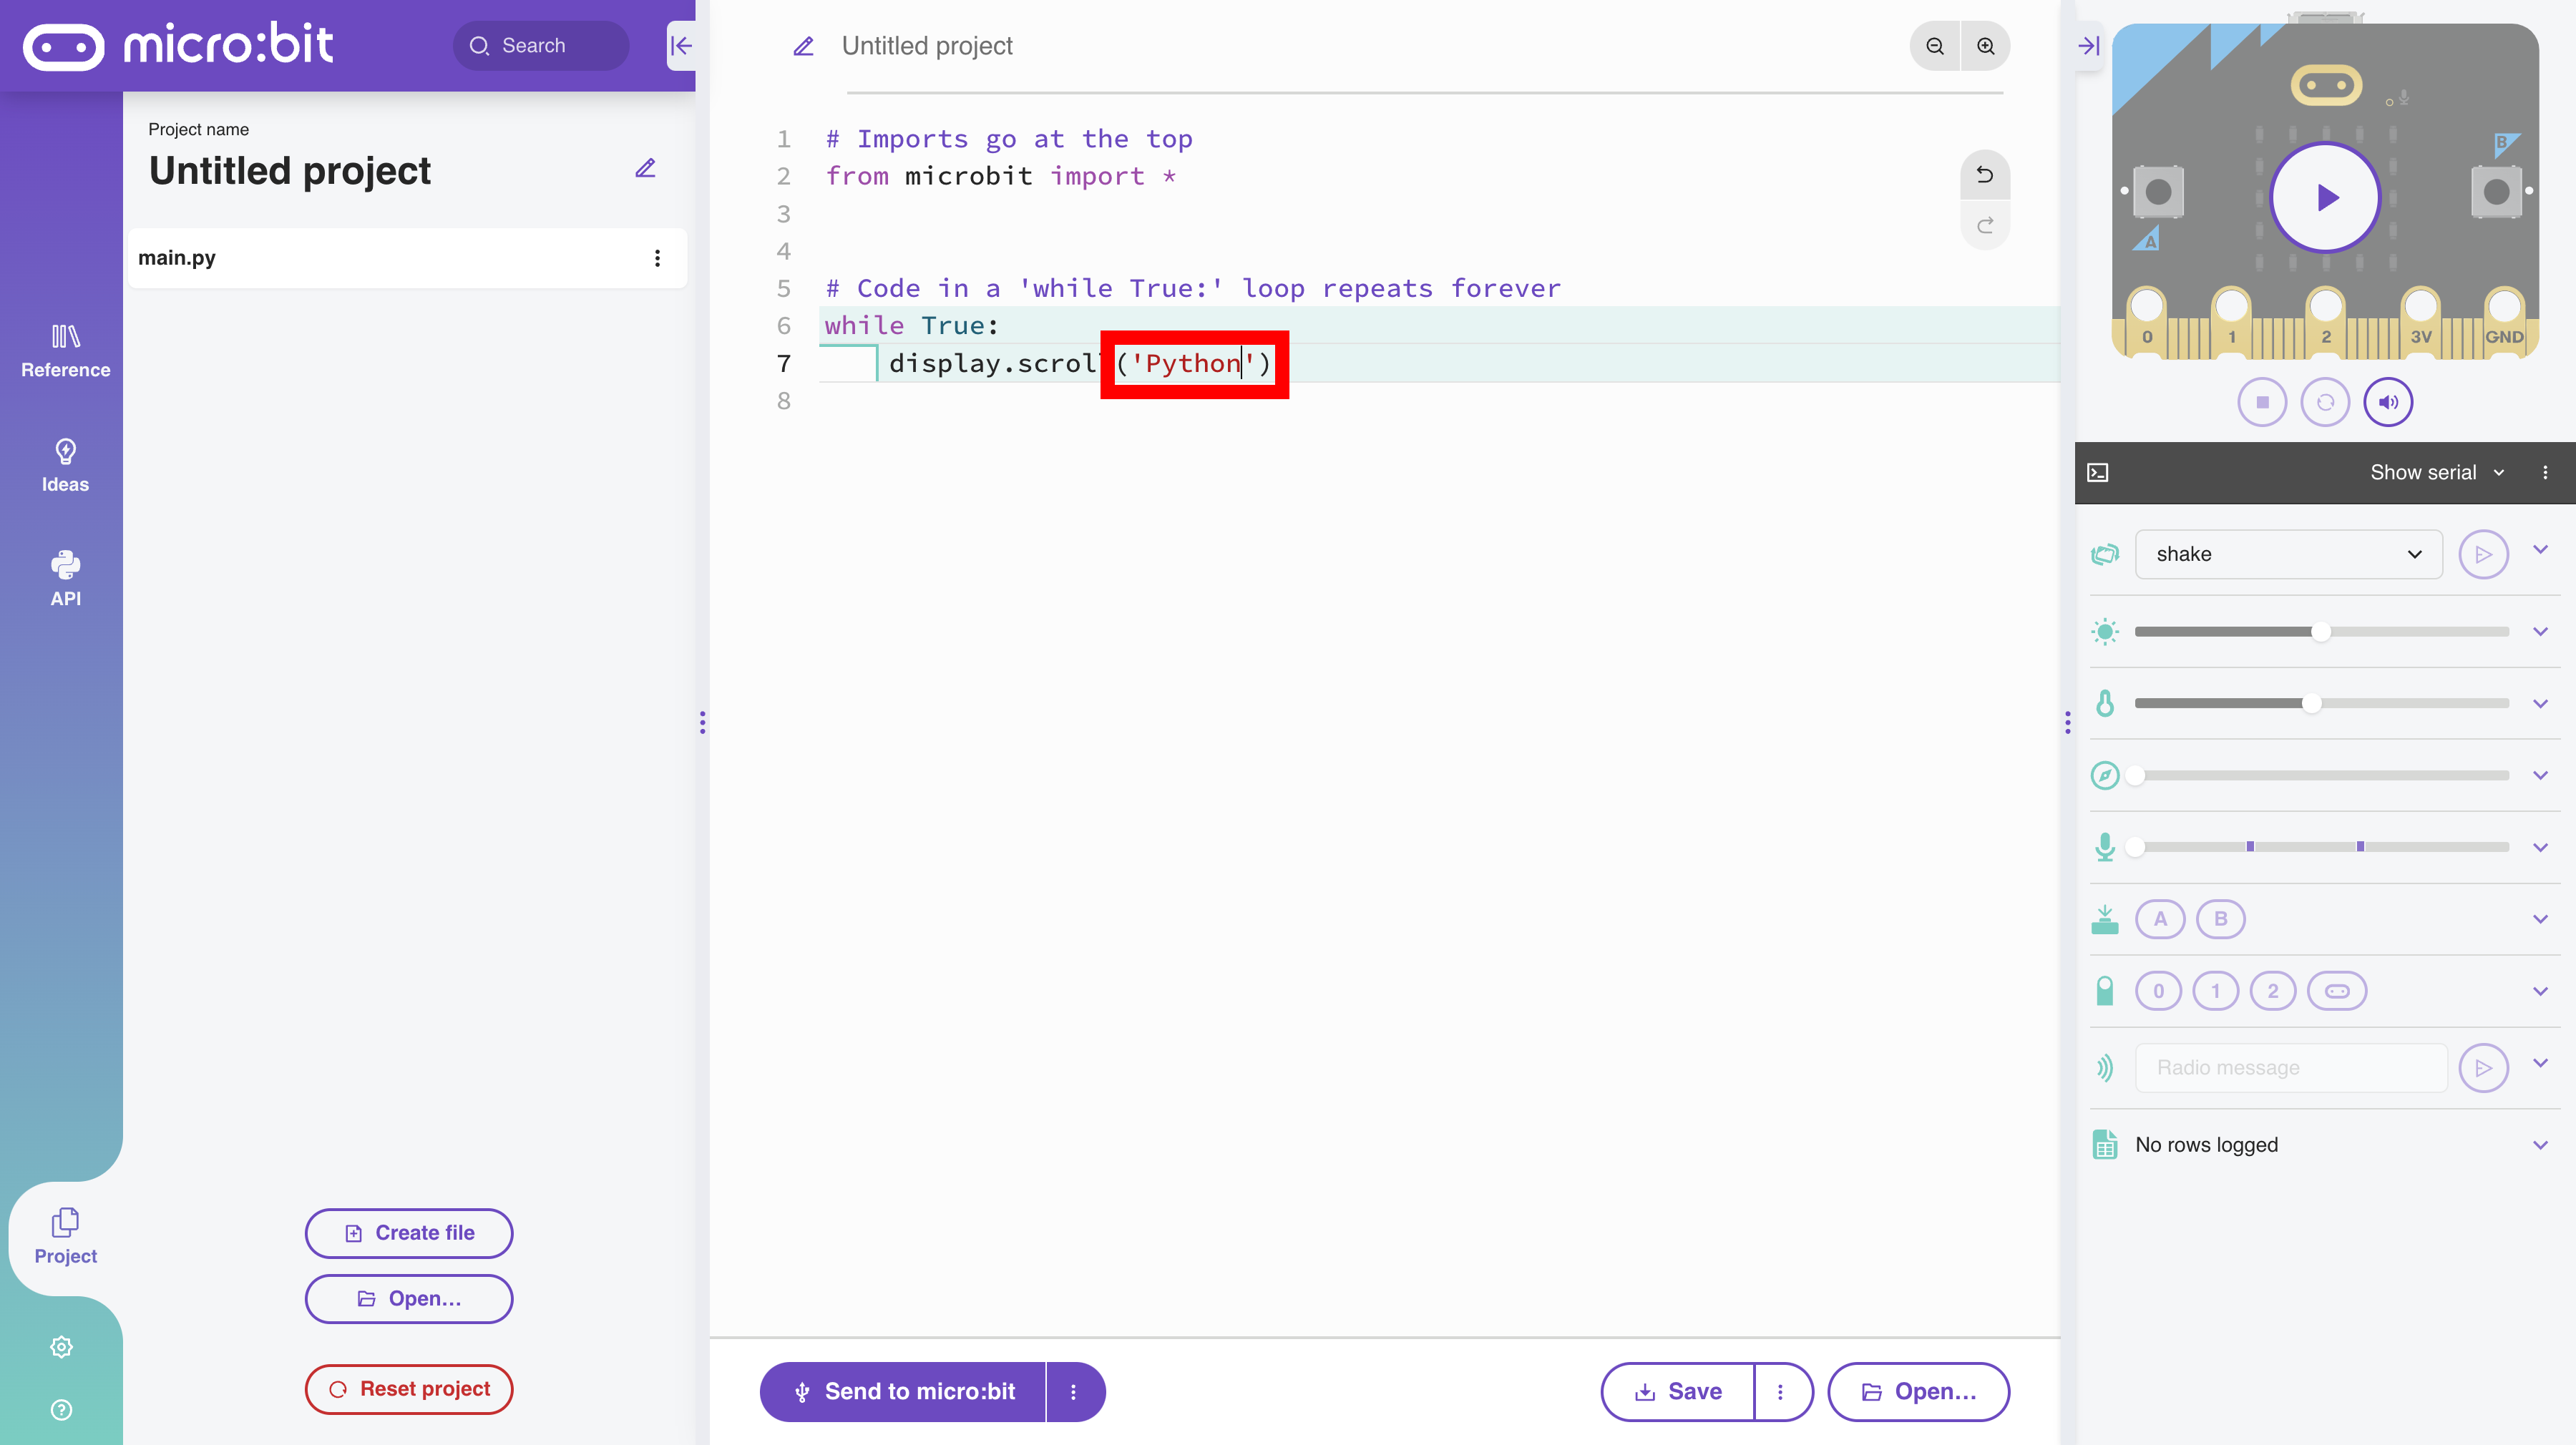 micro:bit
Search
Project name
Untitled project
main.py
Reference
Ideas
API
Project
Create file
Open...
Reset project
Untitled project
1 # Imports go at the top
2 from microbit import *
3
4
5 # Code in a 'while True:' loop repeats forever
6 while True:
7 display.scroll('Python')
8
Send to micro:bit
Save
Open...
B
A
0 1 2 3V GND
Show serial
shake
A B
0 1 2
Radio message
No rows logged